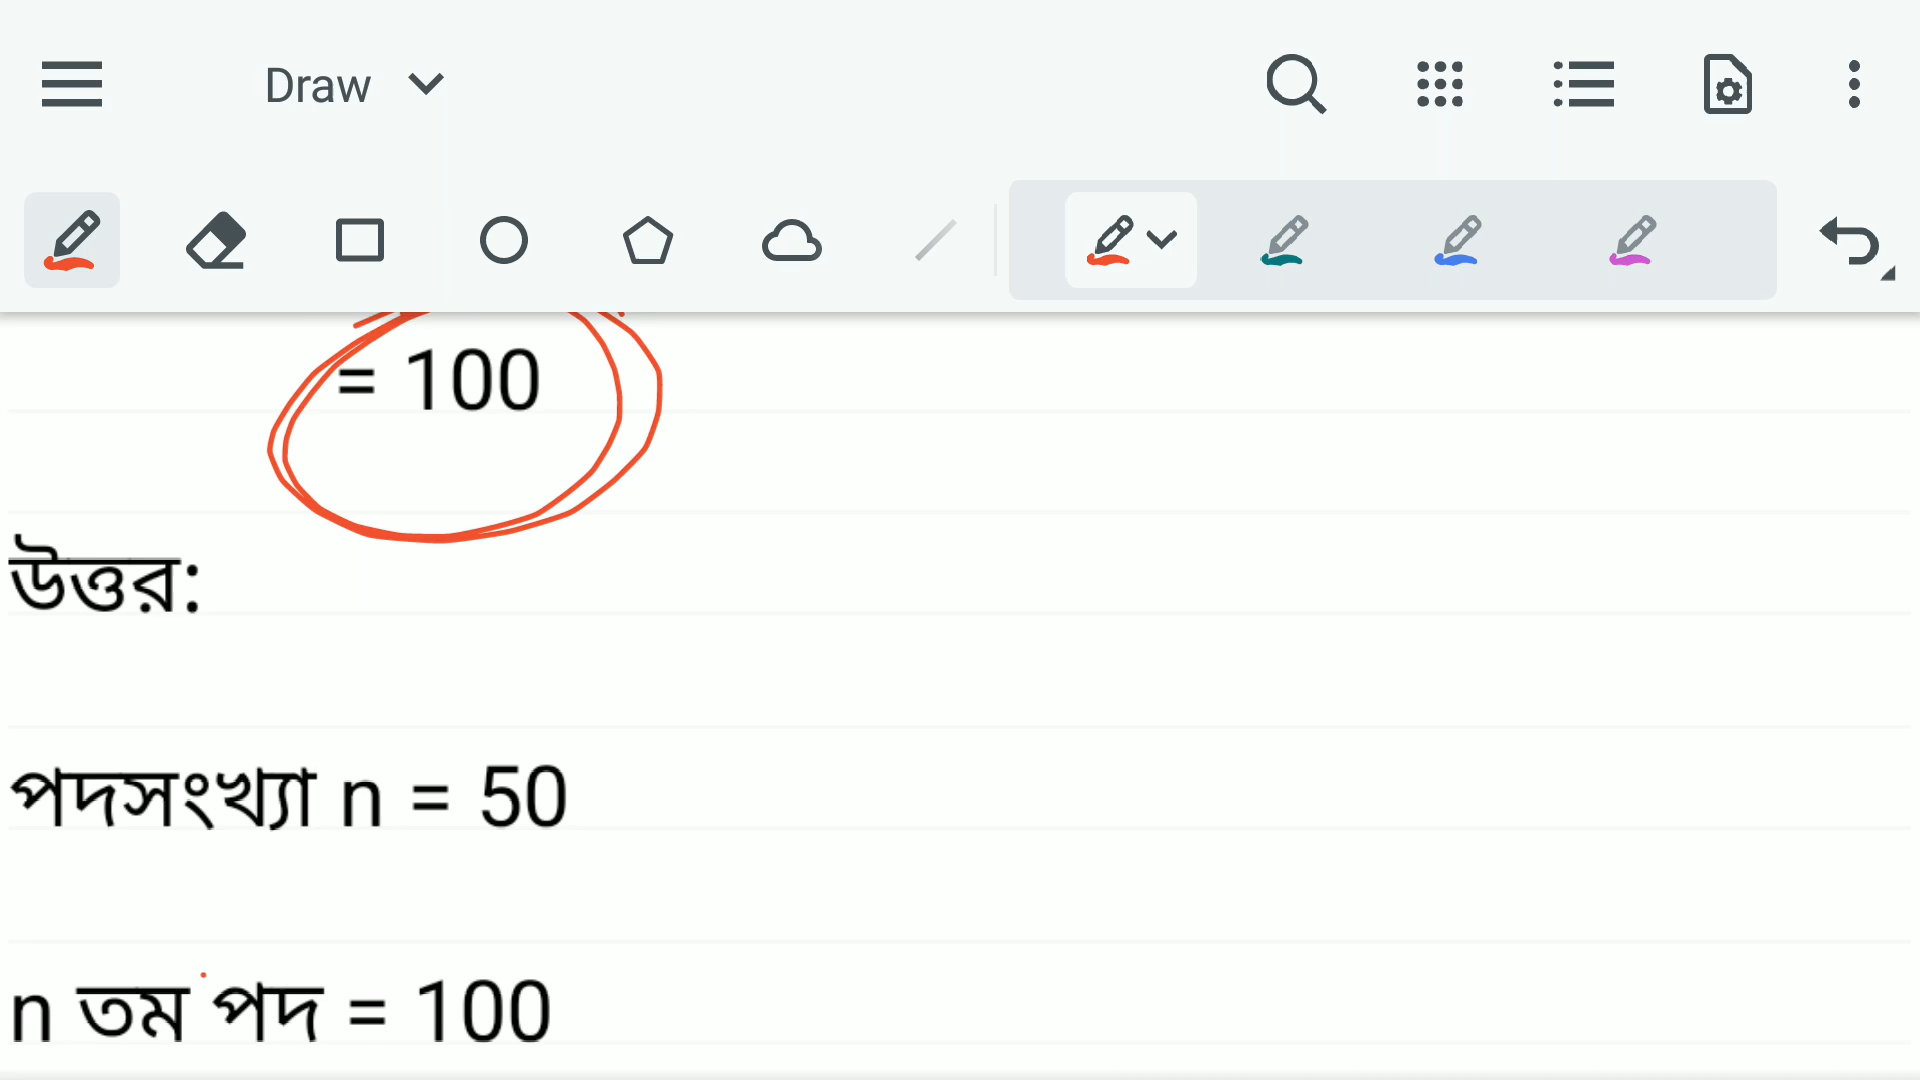 Draw
= 100
উত্তর:
পদসংখ্যা n = 50
n তম পদ = 100